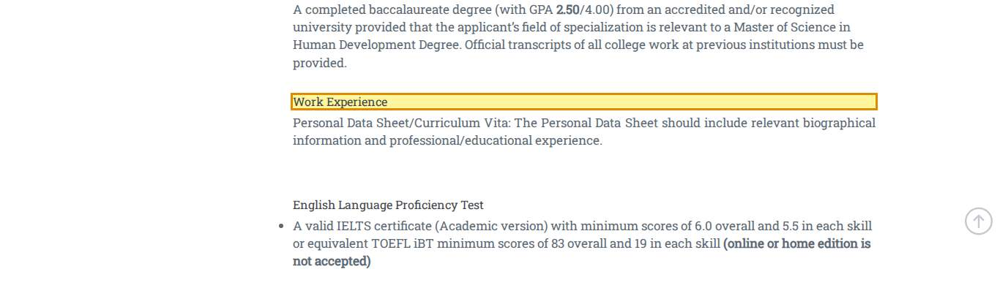 A completed baccalaureate degree (with GPA 2.50/4.00) from an accredited and/or recognized
university provided that the applicant's field of specialization is relevant to a Master of Science in
Human Development Degree. Official transcripts of all college work at previous institutions must be
provided.
Work Experience
Personal Data Sheet/Curriculum Vita: The Personal Data Sheet should include relevant biographical
information and professional/educational experience.
English Language Proficiency Test
• A valid IELTS certificate (Academic version) with minimum scores of 6.0 overall and 5.5 in each skill
or equivalent TOEFL iBT minimum scores of 83 overall and 19 in each skill (online or home edition is
not accepted)